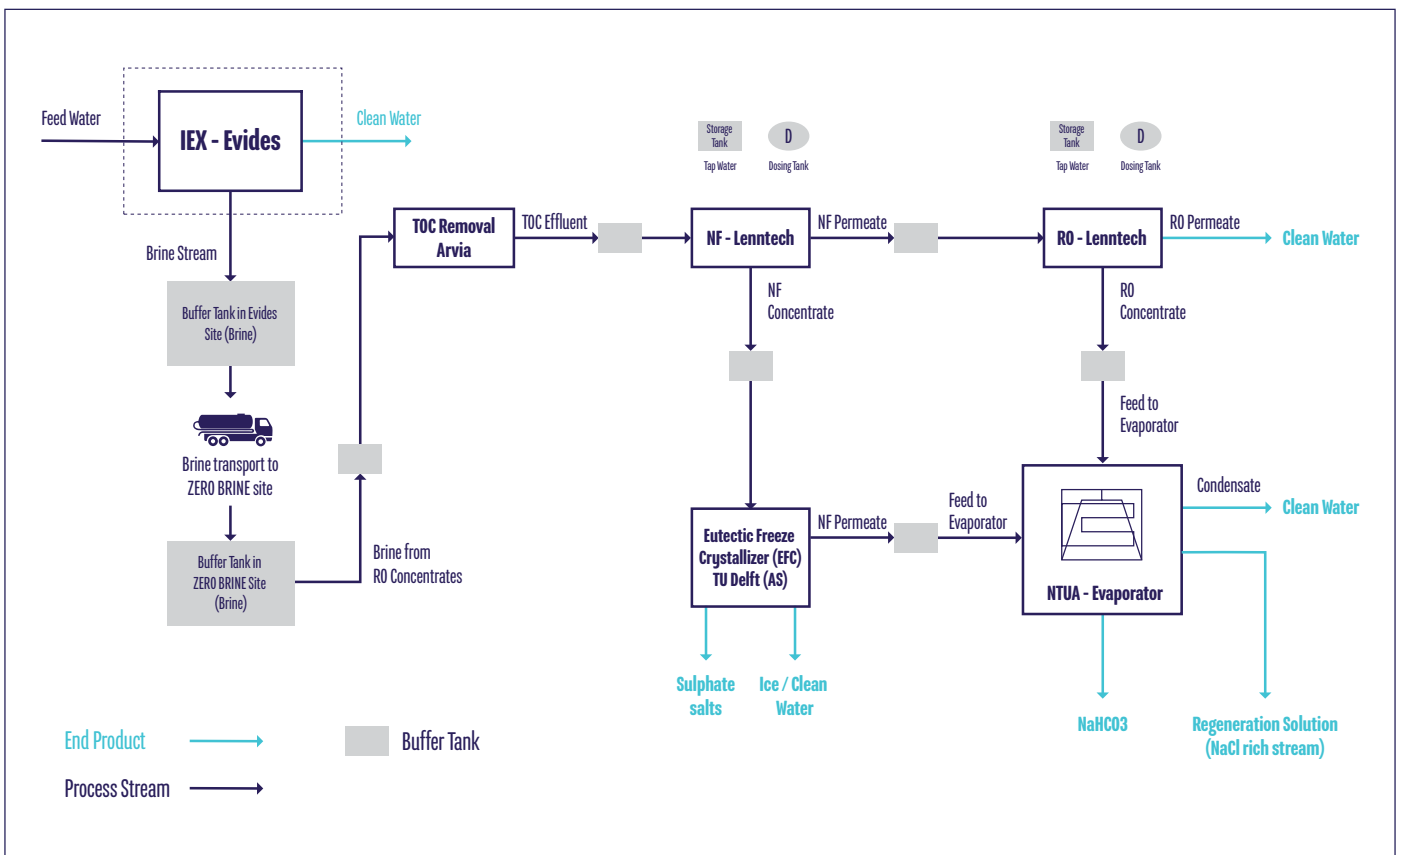 Feed Water
IEX - Evides
Clean Water
Brine Stream
Buffer Tank in Evides
Site (Brine)
Brine transport to
ZERO BRINE site
Buffer Tank in
ZERO BRINE Site
(Brine)
Brine from
RO Concentrates
TOC Removal
Arvia
TOC Effluent
Storage
Tank
Tap Water
D
Dosing Tank
NF - Lenntech
NF Permeate
NF
Concentrate
Storage
Tank
Tap Water
D
Dosing Tank
RO - Lenntech
RO Permeate
Clean Water
RO
Concentrate
Feed to
Evaporator
Eutectic Freeze
Crystallizer (EFC)
TU Delft (AS)
NF Permeate
Feed to
Evaporator
NTUA - Evaporator
Condensate
Clean Water
Sulphate
salts
Ice / Clean
Water
NaHCO3
Regeneration Solution
(NaCl rich stream)
End Product
Buffer Tank
Process Stream